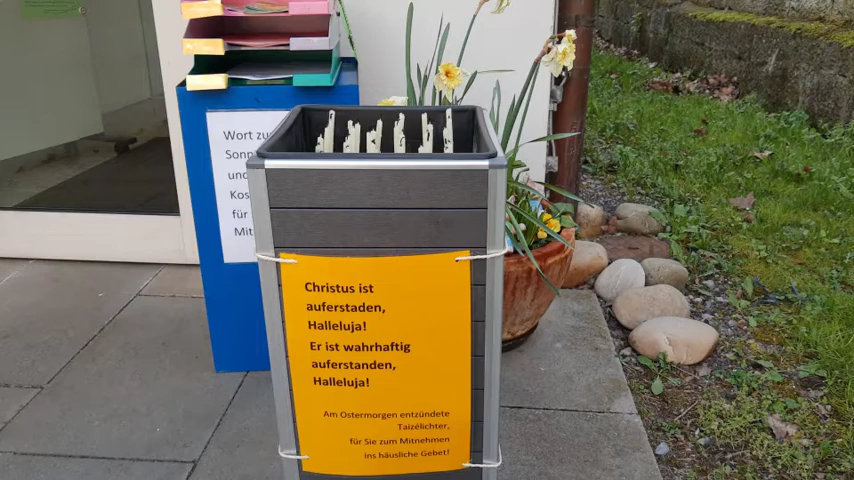 Wort zu
Sonn
und
Kos
für
Mit
Christus ist
auferstaden,
Halleluja!
Er ist wahrhaftig
auferstanden,
Halleluja!
Am Ostermorgen entzündete
Taizélichter,
für Sie zum Mitnehmen
ins häusliche Gebet!